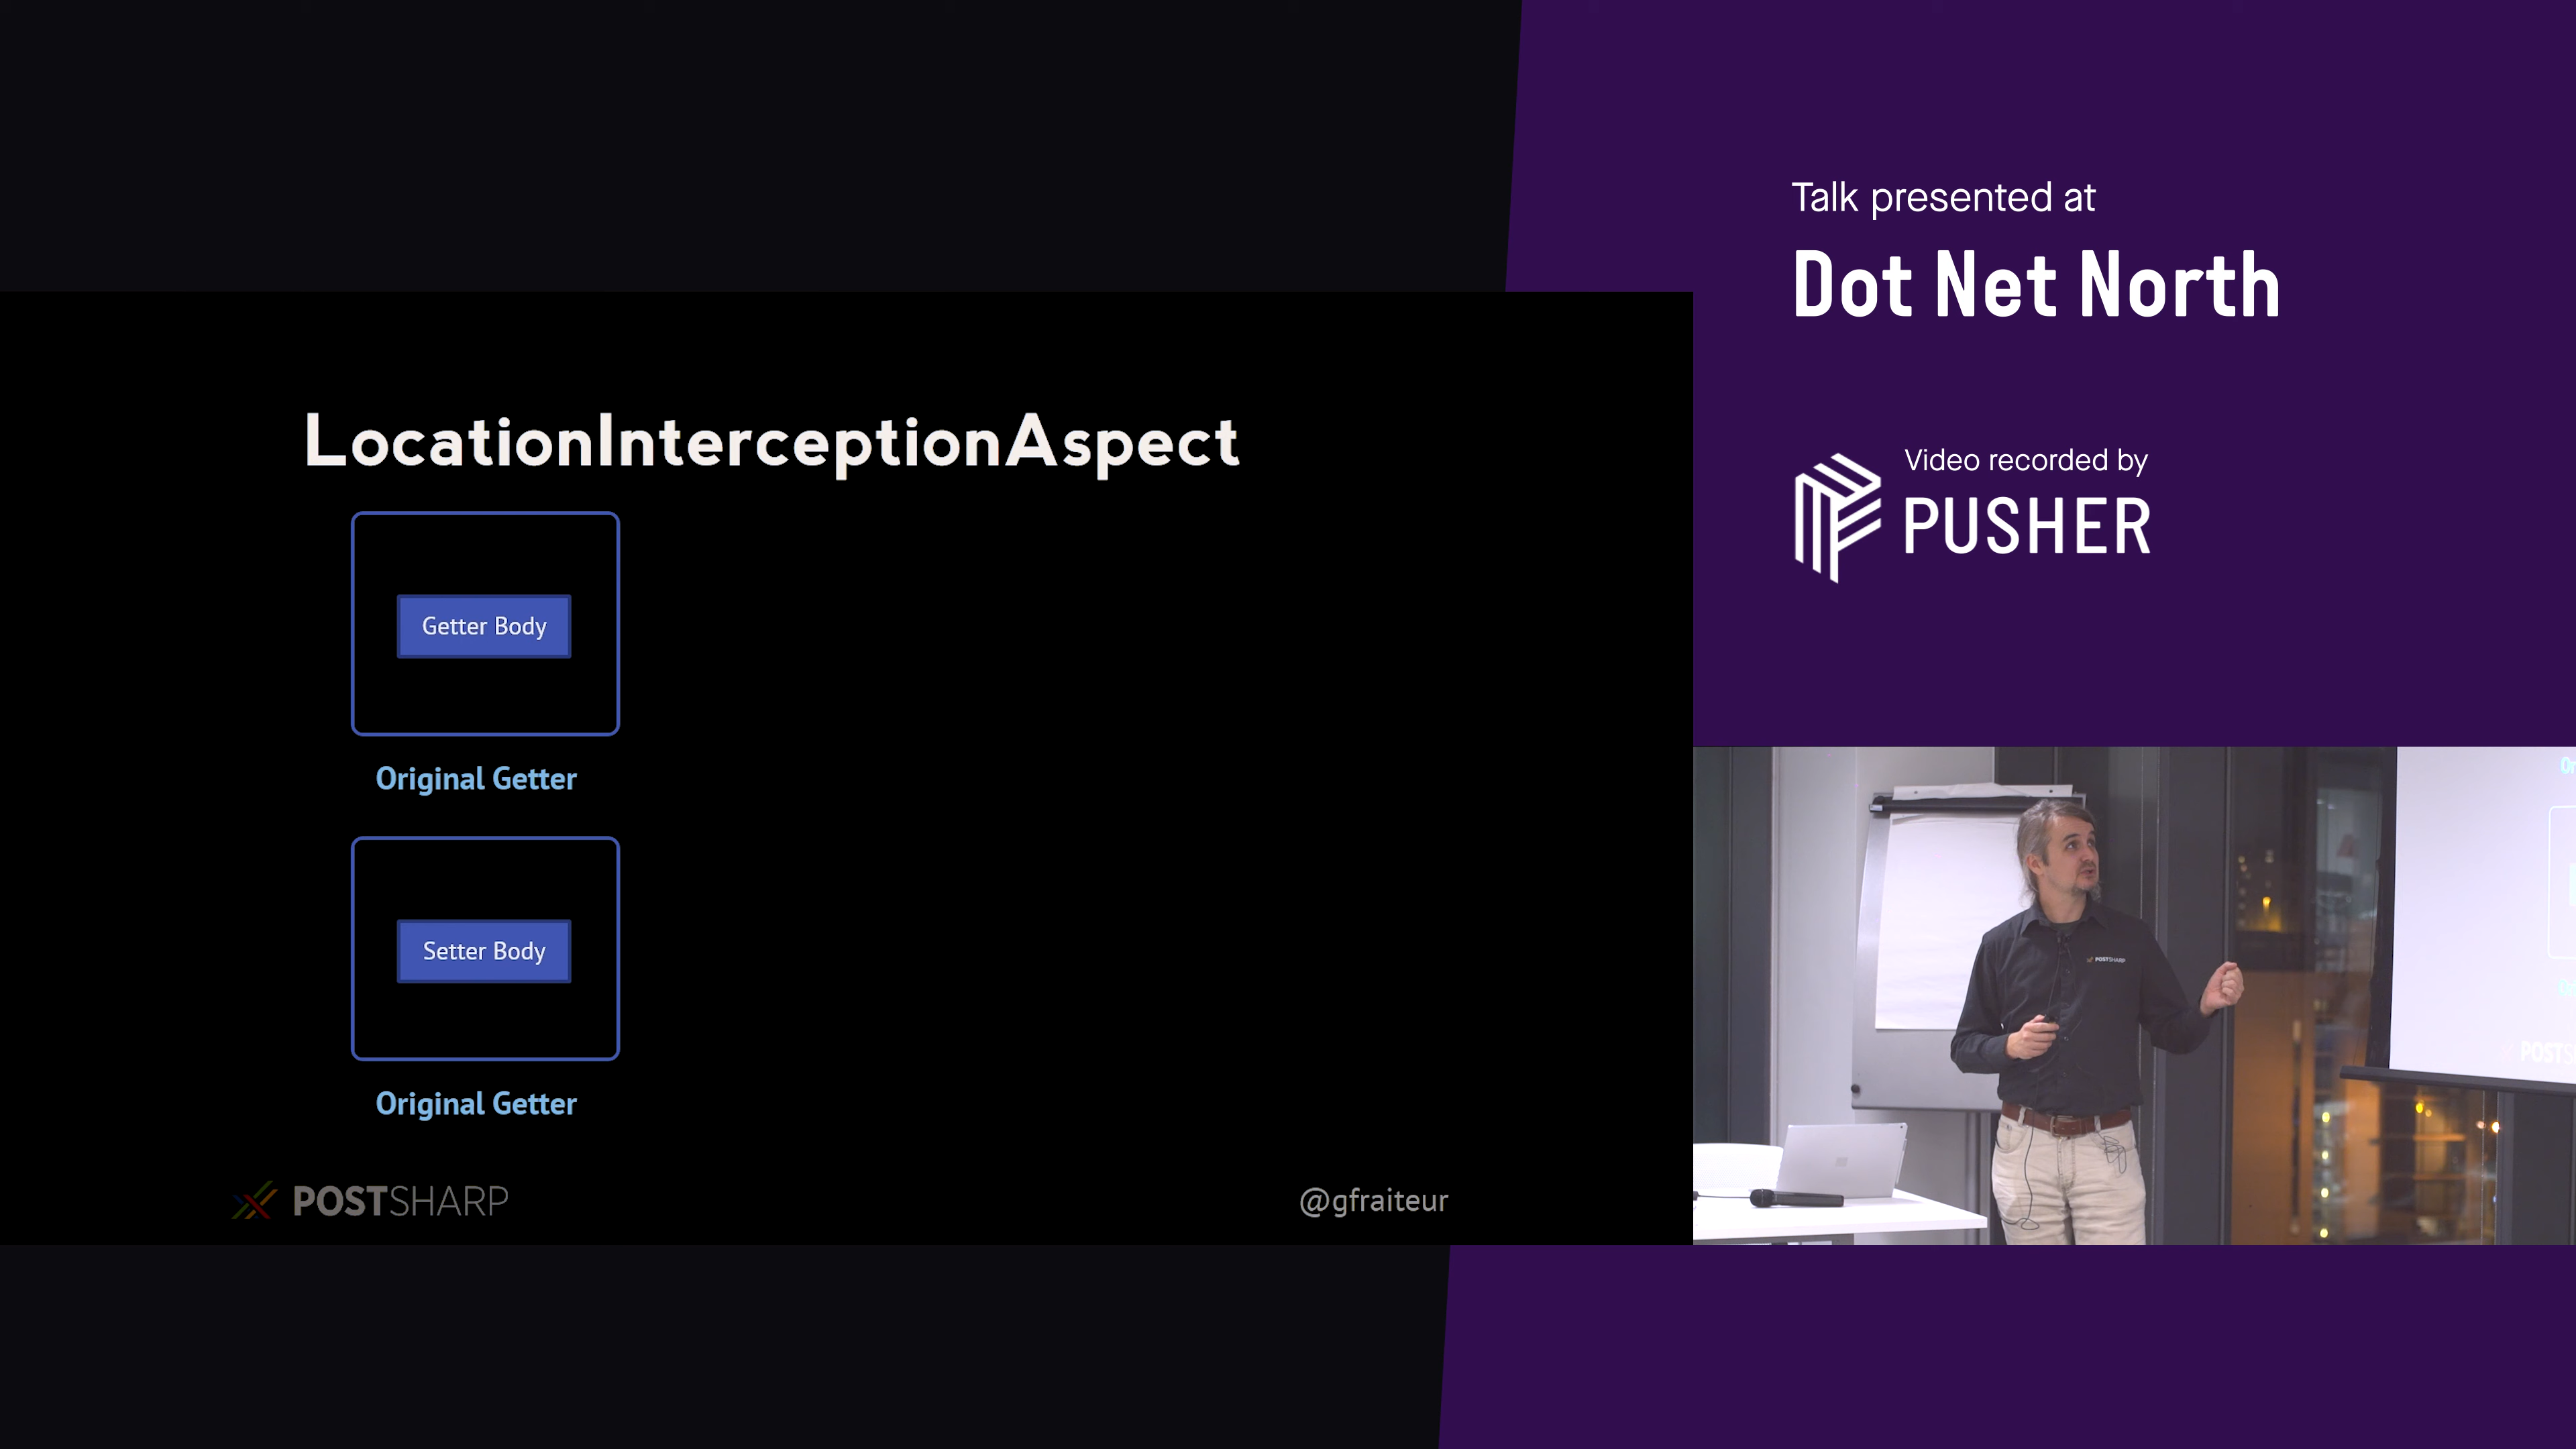 Talk presented at
Dot Net North
Video recorded by
PUSHER
LocationInterceptionAspect
Getter Body
Original Getter
Setter Body
Original Getter
POSTSHARP
@gfraiteur
POSTSHARP